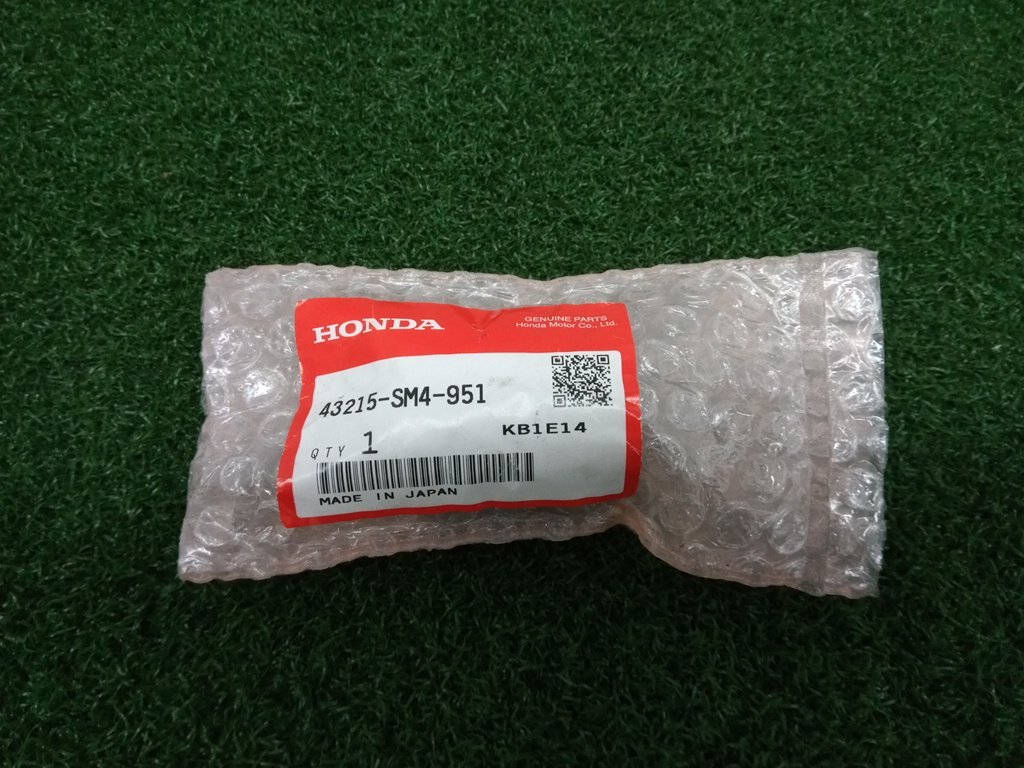 HONDA
GENUINE PARTS
Honda Motor Co., Ltd.
43215-SM4-951
KB1E14
QTY 1
MADE IN JAPAN